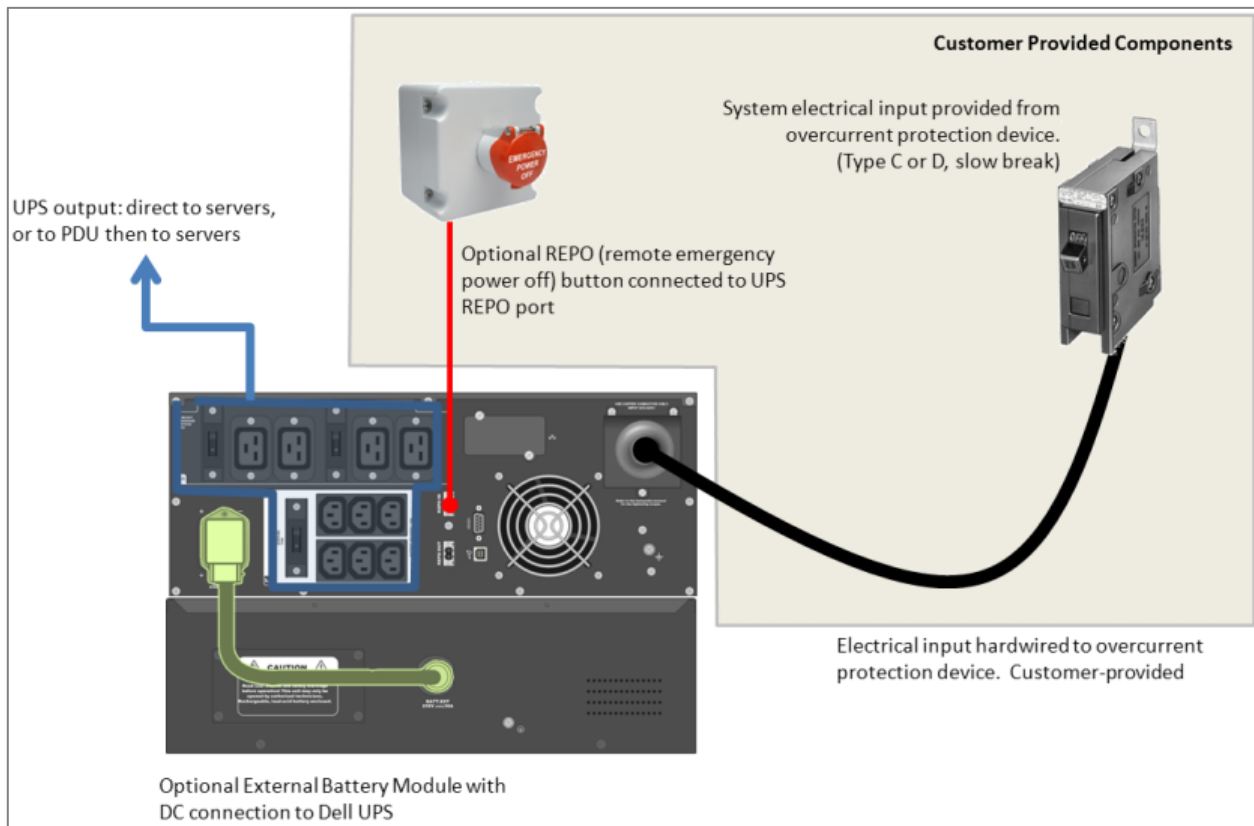 Customer Provided Components
System electrical input provided from
overcurrent protection device.
(Type C or D, slow break)
EMERGENCY
POWER
OFF
UPS output: direct to servers,
or to PDU then to servers
Optional REPO (remote emergency
power off) button connected to UPS
REPO port
CAUTION
BATT.EXT
Electrical input hardwired to overcurrent
protection device.  Customer-provided
Optional External Battery Module with
DC connection to Dell UPS